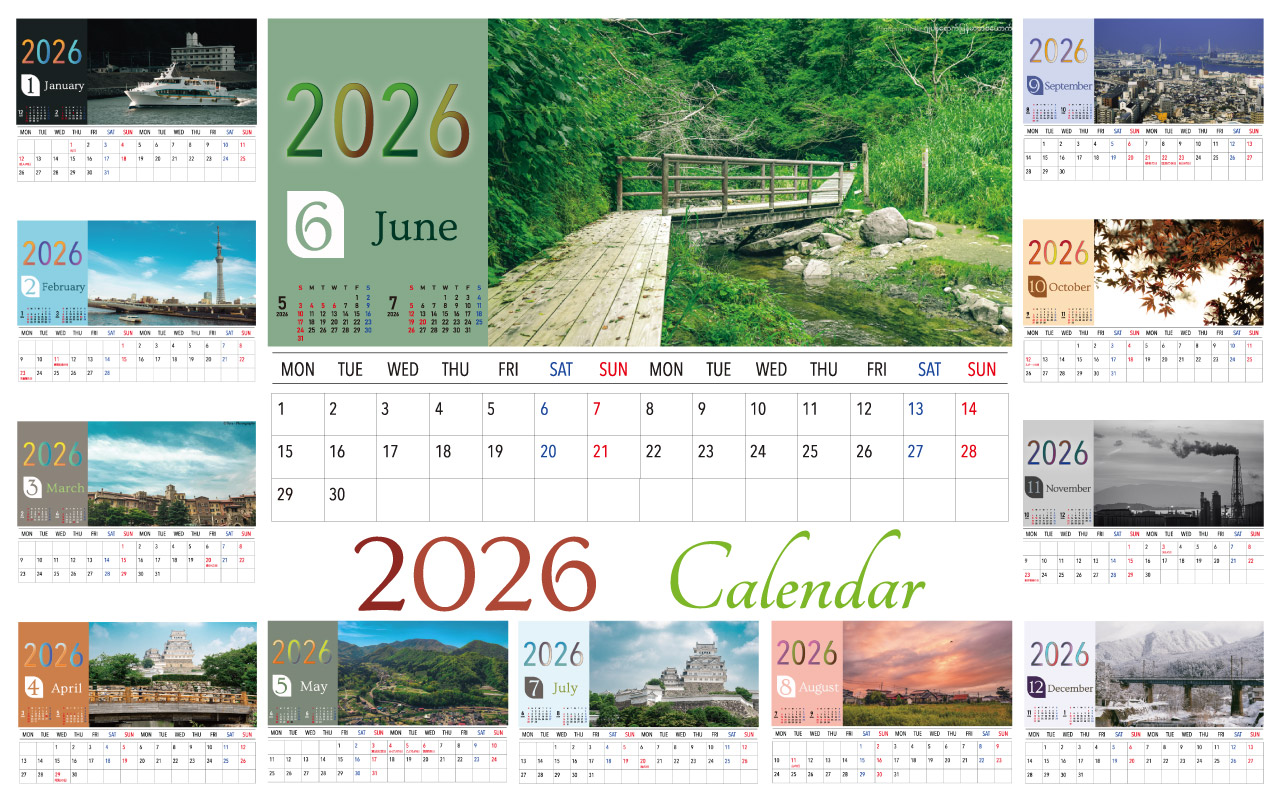 2026
1 January
MON TUE WED THU FRI SAT SUN MON TUE WED THU FRI SAT SUN
1 2 3 4 5 6 7 8 9 10 11
12 13 14 15 16 17 18 19 20 21 22 23 24 25
26 27 28 29 30 31
2026
2 February
MON TUE WED THU FRI SAT SUN MON TUE WED THU FRI SAT SUN
1 2 3 4 5 6 7 8
9 10 11 12 13 14 15 16 17 18 19 20 21 22
23 24 25 26 27 28
2026
3 March
MON TUE WED THU FRI SAT SUN MON TUE WED THU FRI SAT SUN
1 2 3 4 5 6 7 8
9 10 11 12 13 14 15 16 17 18 19 20 21 22
23 24 25 26 27 28 29 30 31
2026
4 April
MON TUE WED THU FRI SAT SUN MON TUE WED THU FRI SAT SUN
1 2 3 4 5 6 7 8 9 10 11 12
13 14 15 16 17 18 19 20 21 22 23 24 25 26
27 28 29 30
2026
6 June
5 2026
S M T W T F S
1 2
3 4 5 6 7 8 9
10 11 12 13 14 15 16
17 18 19 20 21 22 23
24 25 26 27 28 29 30
31
7 2026
S M T W T F S
1 2 3 4
5 6 7 8 9 10 11
12 13 14 15 16 17 18
19 20 21 22 23 24 25
26 27 28 29 30 31
MON TUE WED THU FRI SAT SUN MON TUE WED THU FRI SAT SUN
1 2 3 4 5 6 7 8 9 10 11 12 13 14
15 16 17 18 19 20 21 22 23 24 25 26 27 28
29 30
2026 Calendar
2026
5 May
MON TUE WED THU FRI SAT SUN MON TUE WED THU FRI SAT SUN
1 2 3 4 5 6 7 8 9 10
11 12 13 14 15 16 17 18 19 20 21 22 23 24
25 26 27 28 29 30 31
2026
7 July
MON TUE WED THU FRI SAT SUN MON TUE WED THU FRI SAT SUN
1 2 3 4 5 6 7 8 9 10 11 12
13 14 15 16 17 18 19 20 21 22 23 24 25 26
27 28 29 30 31
2026
8 August
MON TUE WED THU FRI SAT SUN MON TUE WED THU FRI SAT SUN
1 2 3 4 5 6 7 8 9
10 11 12 13 14 15 16 17 18 19 20 21 22 23
24 25 26 27 28 29 30 31
2026
9 September
MON TUE WED THU FRI SAT SUN MON TUE WED THU FRI SAT SUN
1 2 3 4 5 6 7 8 9 10 11 12 13
14 15 16 17 18 19 20 21 22 23 24 25 26 27
28 29 30
2026
10 October
MON TUE WED THU FRI SAT SUN MON TUE WED THU FRI SAT SUN
1 2 3 4 5 6 7 8 9 10 11
12 13 14 15 16 17 18 19 20 21 22 23 24 25
26 27 28 29 30 31
2026
11 November
MON TUE WED THU FRI SAT SUN MON TUE WED THU FRI SAT SUN
1 2 3 4 5 6 7 8
9 10 11 12 13 14 15 16 17 18 19 20 21 22
23 24 25 26 27 28 29 30
2026
12 December
MON TUE WED THU FRI SAT SUN MON TUE WED THU FRI SAT SUN
1 2 3 4 5 6 7 8 9 10 11 12 13
14 15 16 17 18 19 20 21 22 23 24 25 26 27
28 29 30 31